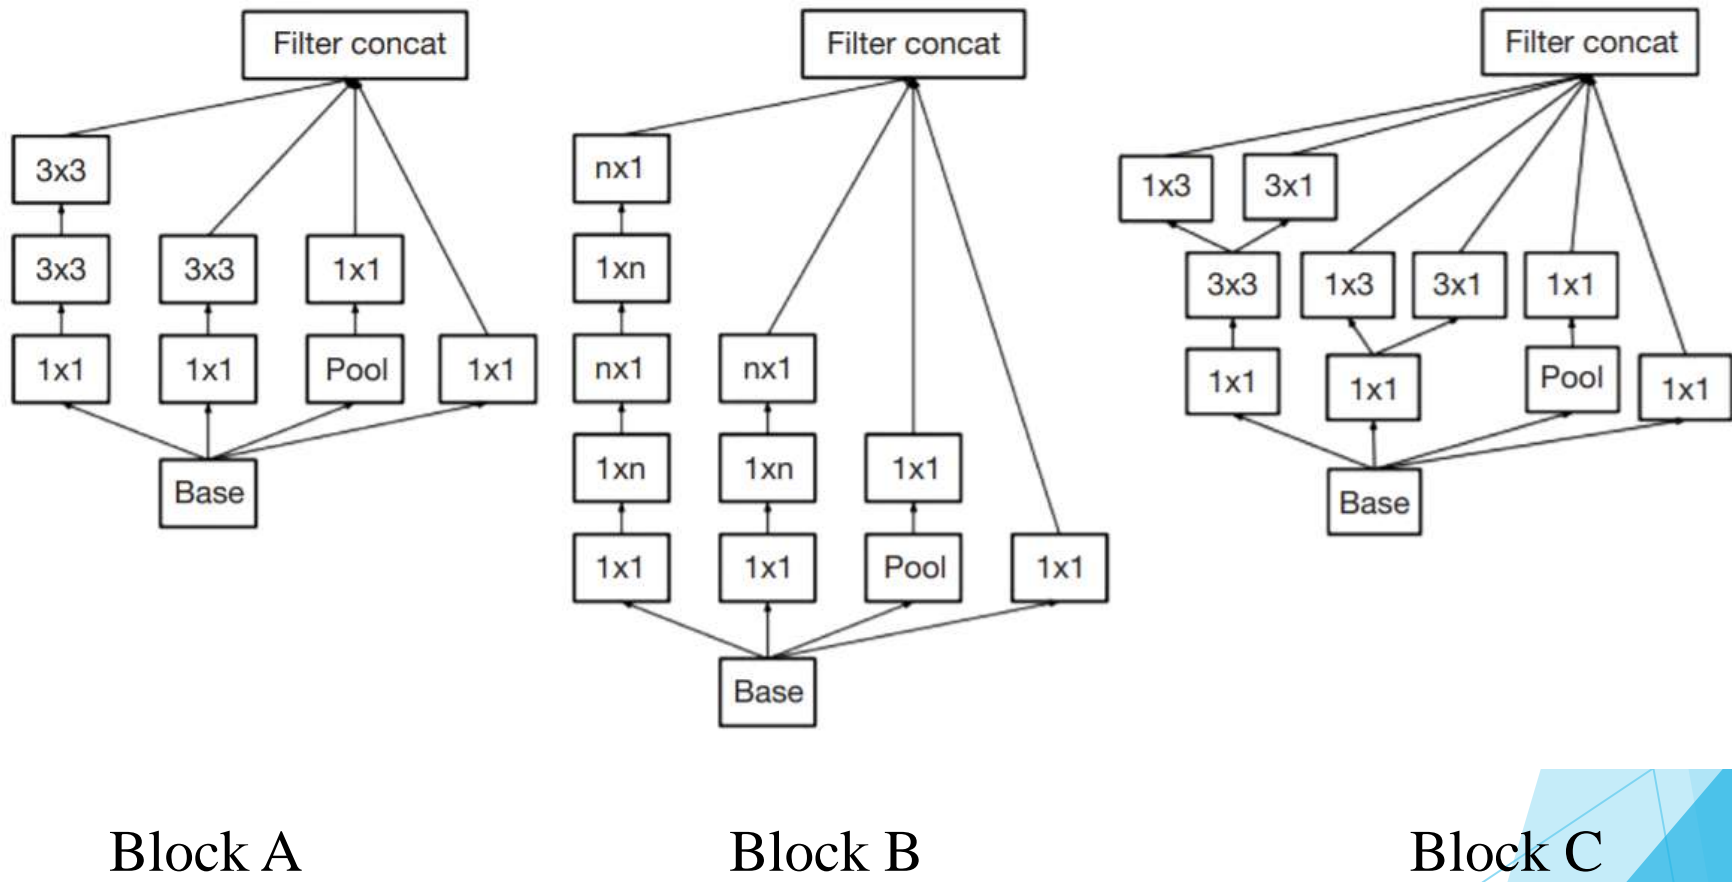 Filter concat
3x3
3x3
3x3
1x1
1x1
1x1
Pool
1x1
Base
Block A
Filter concat
nx1
1xn
nx1
nx1
1xn
1xn
1x1
1x1
1x1
Pool
1x1
Base
Block B
Filter concat
1x3
3x1
3x3
1x3
3x1
1x1
1x1
1x1
Pool
1x1
Base
Block C